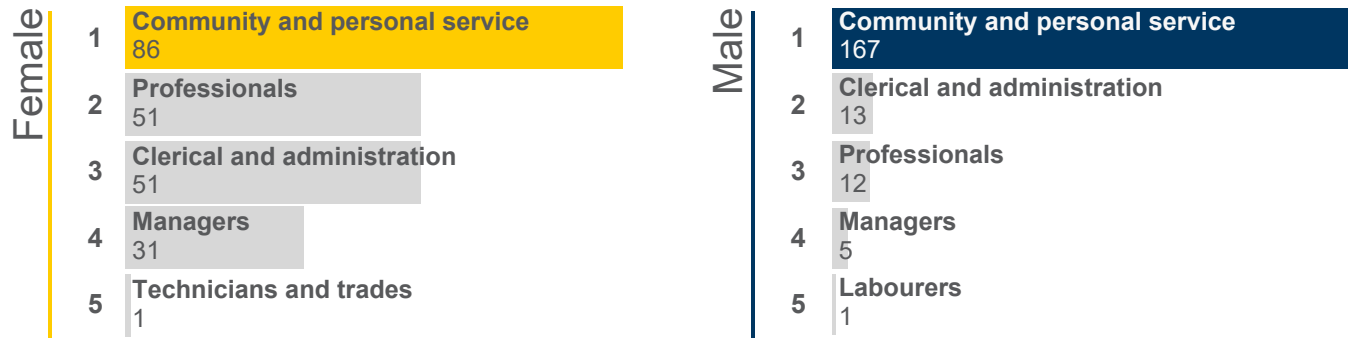 Female
1
Community and personal service
86
2
Professionals
51
3
Clerical and administration
51
4
Managers
31
5
Technicians and trades
1
Male
1
Community and personal service
167
2
Clerical and administration
13
3
Professionals
12
4
Managers
5
5
Labourers
1